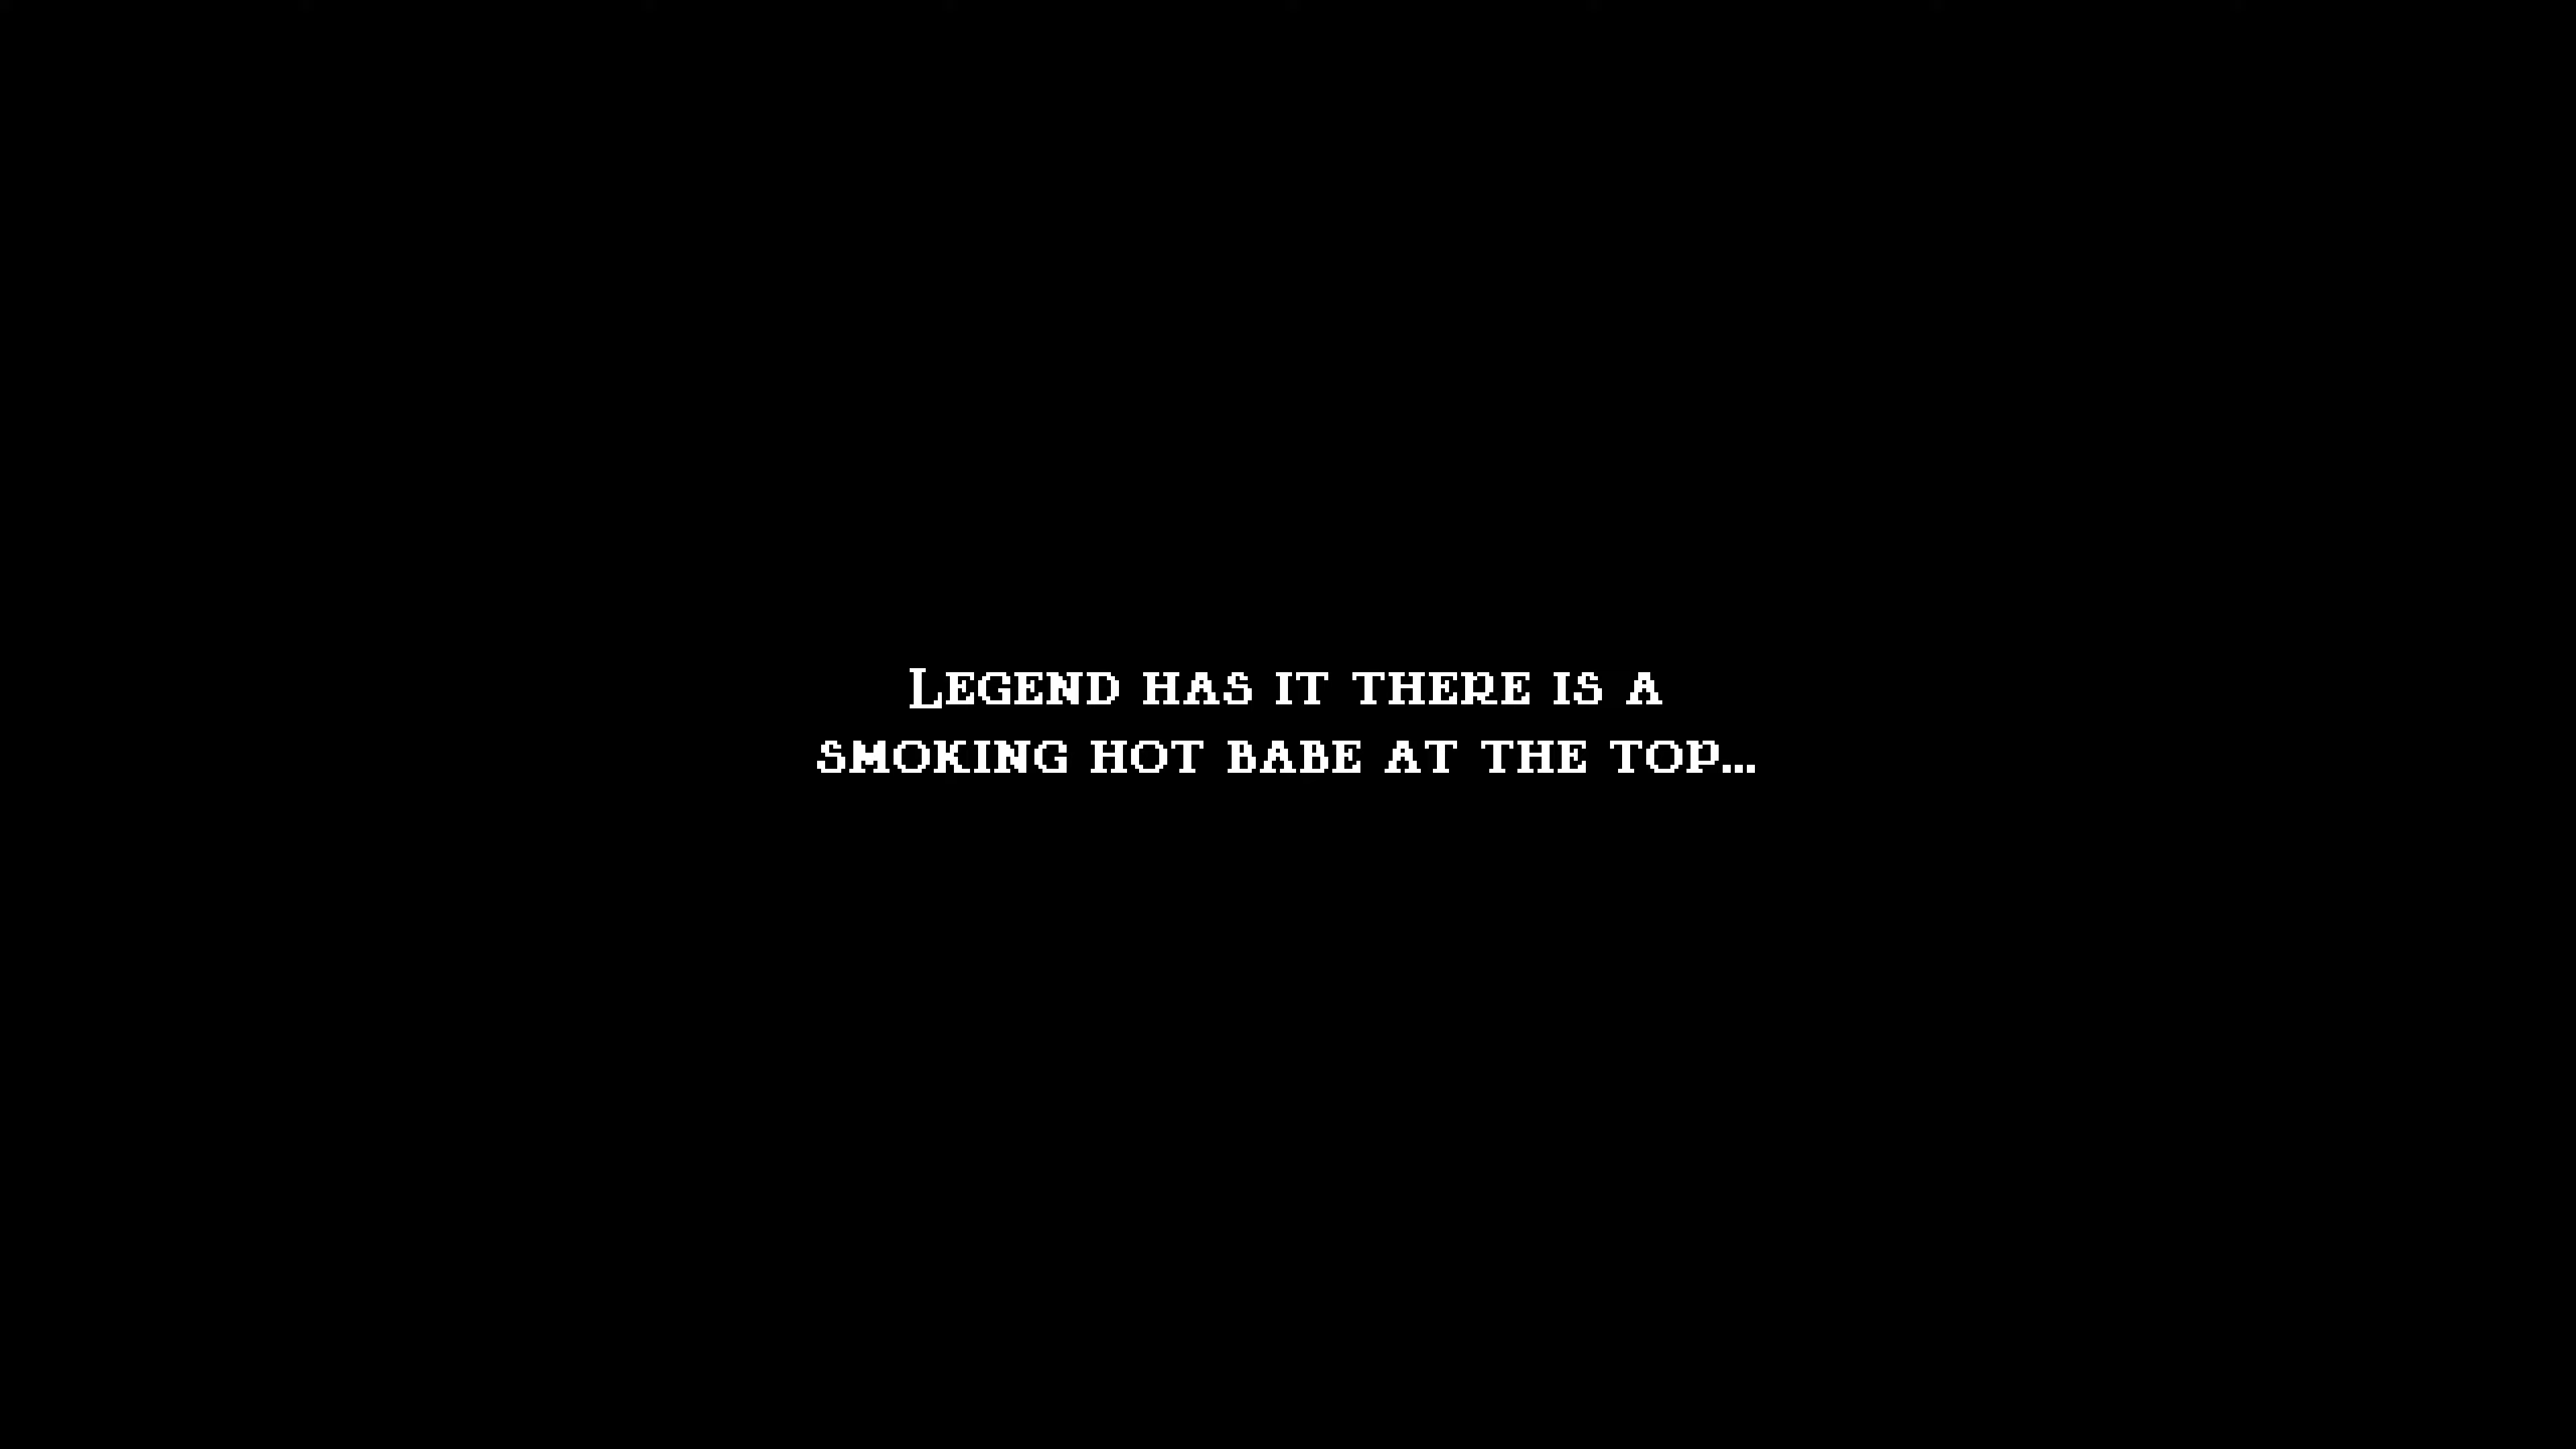 Legend has it there is a
smoking hot babe at the top...